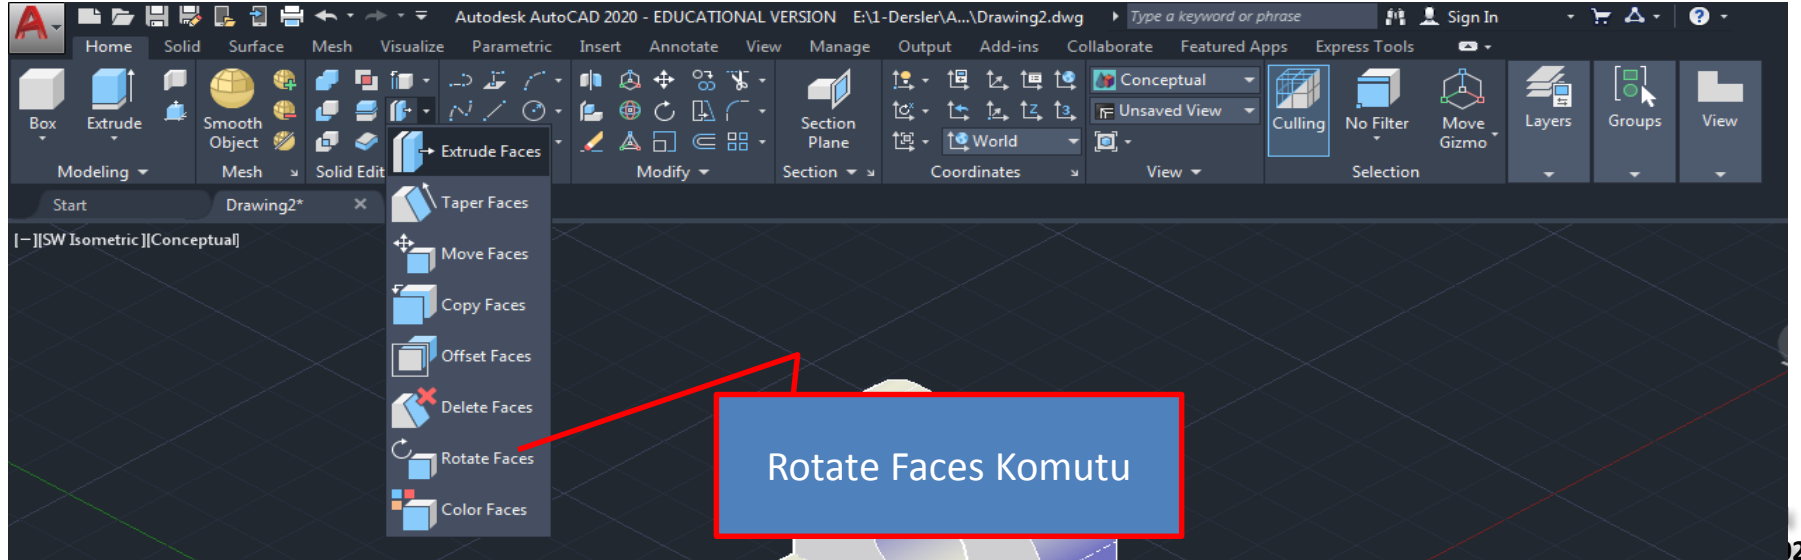 Autodesk AutoCAD 2020 - EDUCATIONAL VERSION E:\1-Dersler\A...\Drawing2.dwg
Type a keyword or phrase
Sign In
Home Solid Surface Mesh Visualize Parametric Insert Annotate View Manage Output Add-ins Collaborate Featured Apps Express Tools
Box
Extrude
Smooth
Object
Section
Plane
Conceptual
Unsaved View
World
Culling
No Filter
Move
Gizmo
Layers
Groups
View
Modeling
Mesh
Solid Edit
Modify
Section
Coordinates
View
Selection
Start
Drawing2*
[−][SW Isometric][Conceptual]
Extrude Faces
Taper Faces
Move Faces
Copy Faces
Offset Faces
Delete Faces
Rotate Faces
Color Faces
Rotate Faces Komutu